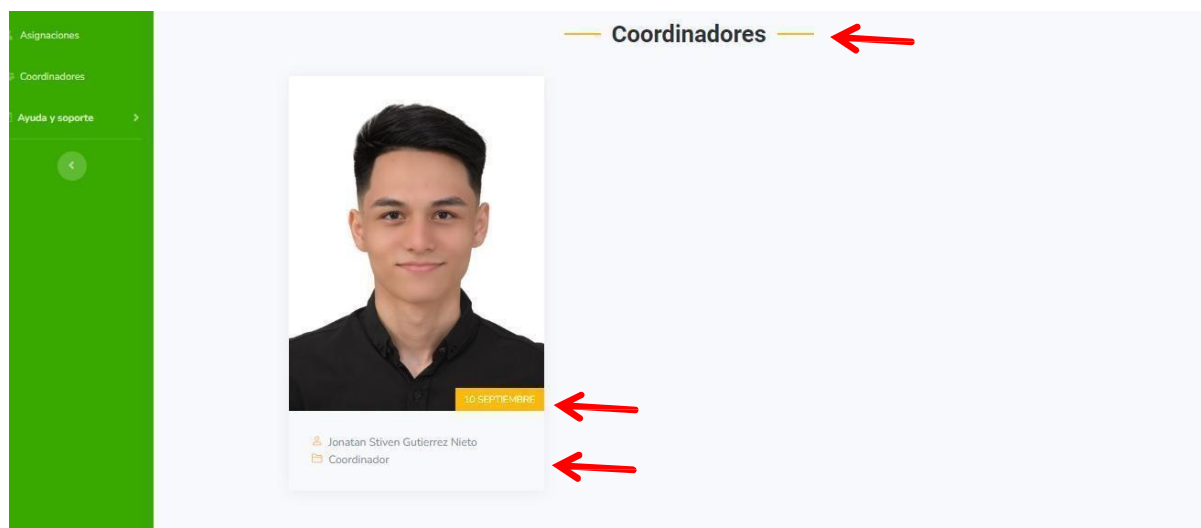 Asignaciones
Coordinadores
Ayuda y soporte
Coordinadores
10 SEPTIEMBRE
Jonatan Stiven Gutierrez Nieto
Coordinador